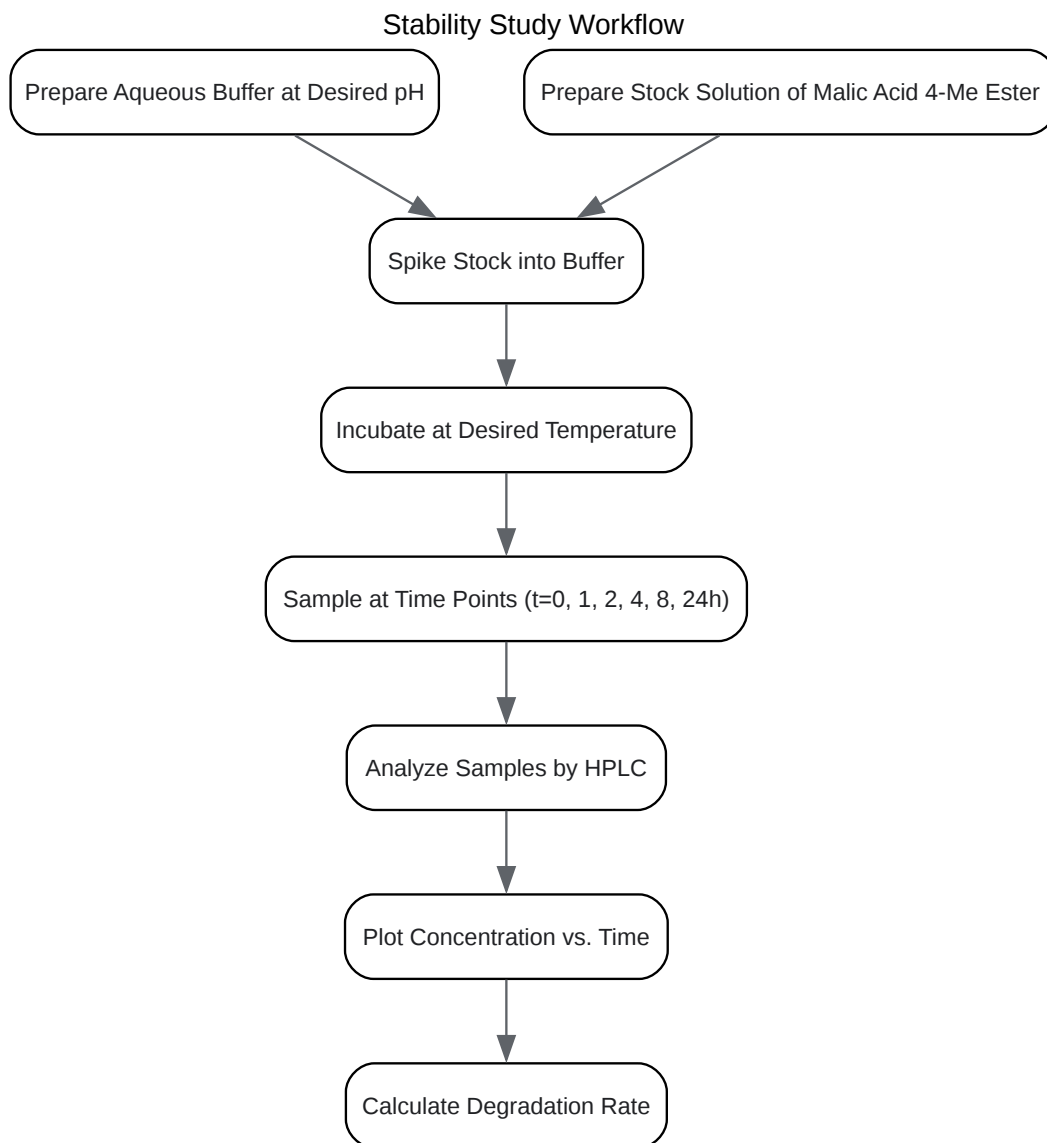 Stability Study Workflow
Prepare Aqueous Buffer at Desired pH
Prepare Stock Solution of Malic Acid 4-Me Ester
Spike Stock into Buffer
Incubate at Desired Temperature
Sample at Time Points (t=0, 1, 2, 4, 8, 24h)
Analyze Samples by HPLC
Plot Concentration vs. Time
Calculate Degradation Rate